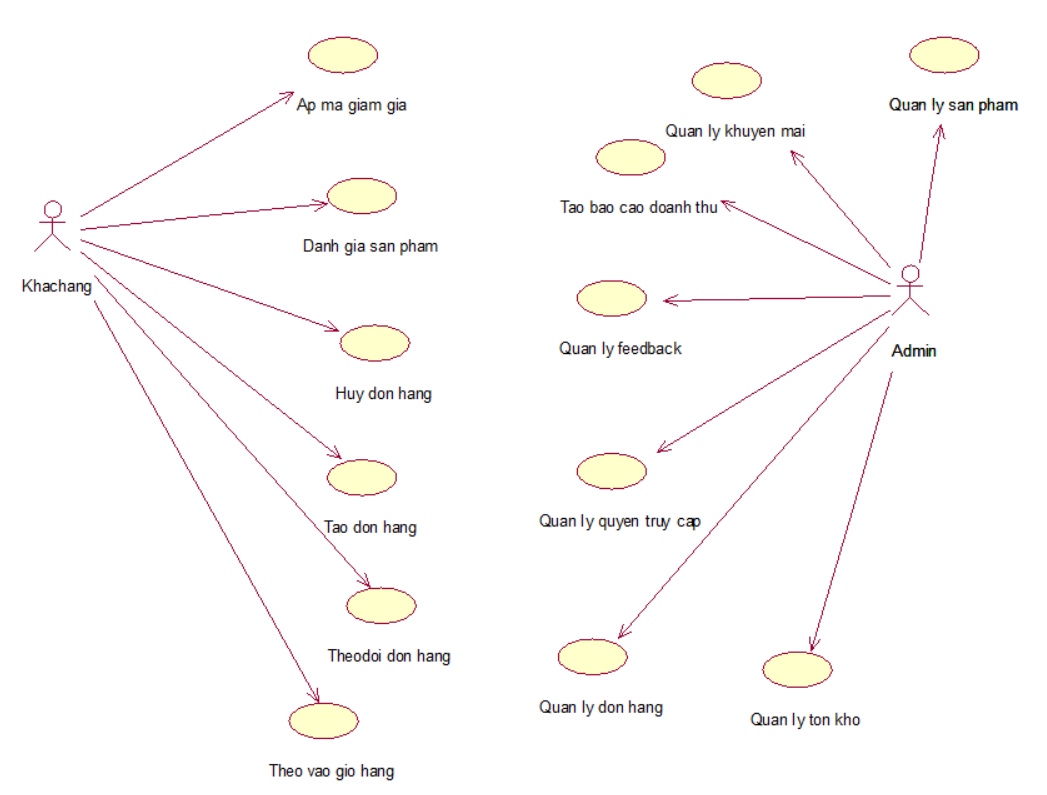 Ap ma giam gia
Danh gia san pham
Khachang
Huy don hang
Tao don hang
Theodoi don hang
Theo vao gio hang
Quan ly san pham
Quan ly khuyen mai
Tao bao cao doanh thu
Quan ly feedback
Admin
Quan ly quyen truy cap
Quan ly don hang
Quan ly ton kho